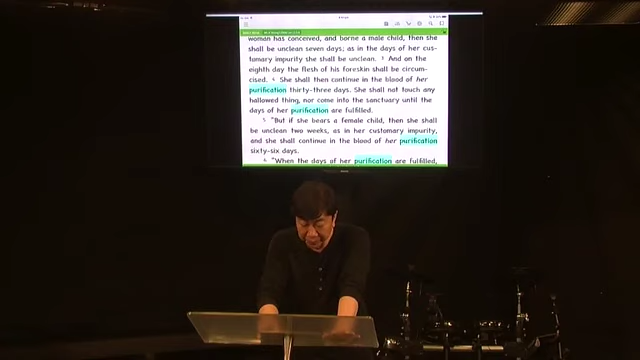 woman has conceived, and borne a male child, then she
shall be unclean seven days; as in the days of her cus-
tomary impurity she shall be unclean. 3 And on the
eighth day the flesh of his foreskin shall be circum-
cised. 4 She shall then continue in the blood of her
purification thirty-three days. She shall not touch any
hallowed thing, nor come into the sanctuary until the
days of her purification are fulfilled.
5 "But if she bears a female child, then she shall
be unclean two weeks, as in her customary impurity,
and she shall continue in the blood of her purification
sixty-six days.
6 "When the days of her purification are fulfilled,